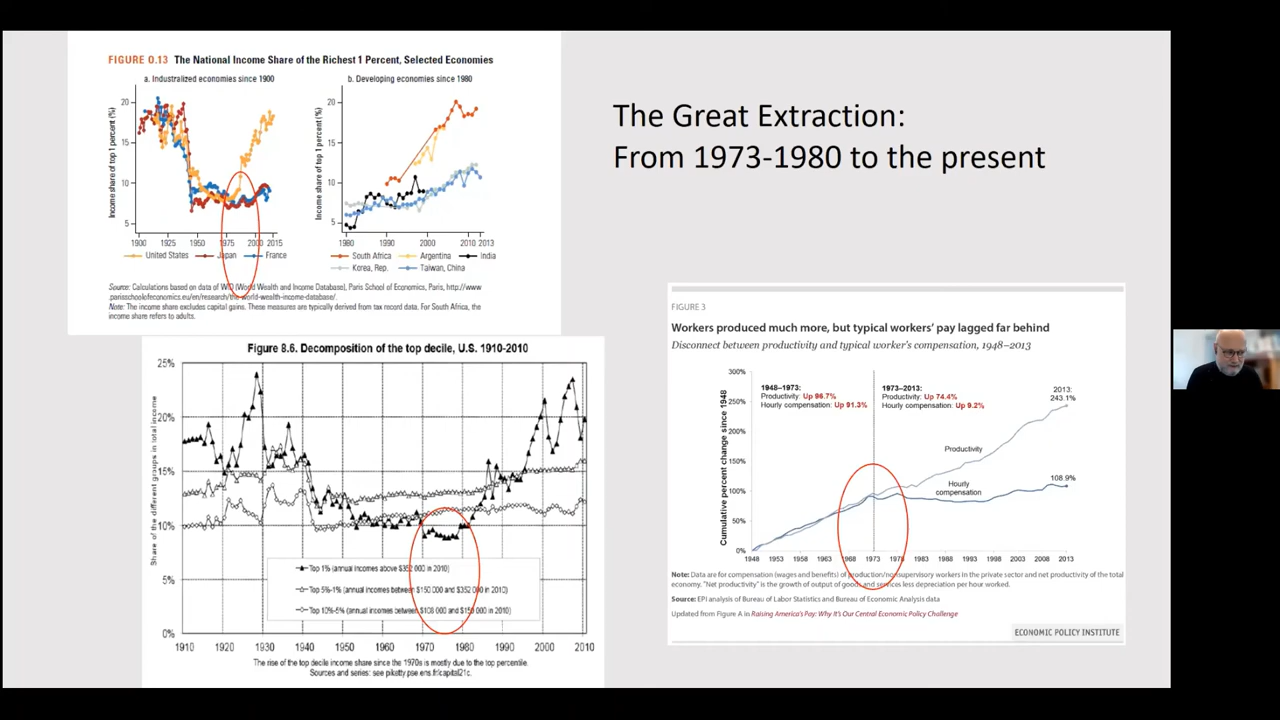 FIGURE O.13 The National Income Share of the Richest 1 Percent, Selected Economies
a. Industrialized economies since 1900
b. Developing economies since 1980
Income share of top 1 percent (%)
20
15
10
5
1900 1925 1950 1975 2000 2015
United States Japan France
Income share of top 1 percent (%)
20
15
10
5
1980 1990 2000 2010 2013
South Africa Argentina India
Korea, Rep. Taiwan, China
Source: Calculations based on data of (World Wealth and Income Database), Paris School of Economics, Paris, http://www
.parisschoolofeconomics.eu/en/research/the-world-wealth-income-database/.
Note: The income share excludes capital gains. These measures are typically derived from tax record data. For South Africa, the
income share refers to adults.
The Great Extraction:
From 1973-1980 to the present
Figure 8.6. Decomposition of the top decile, U.S. 1910-2010
Share of the different groups in total income
25%
20%
15%
10%
5%
0%
Top 1% (annual incomes above $352 000 in 2010)
Top 5%-1% (annual incomes between $150 000 and $352 000 in 2010)
Top 10%-5% (annual incomes between $108 000 and $150 000 in 2010)
1910 1920 1930 1940 1950 1960 1970 1980 1990 2000 2010
The rise of the top decile income share since the 1970s is mostly due to the top percentile.
Sources and series: see piketty.pse.ens.fr/capital21c.
FIGURE 3
Workers produced much more, but typical workers' pay lagged far behind
Disconnect between productivity and typical worker's compensation, 1948–2013
Cumulative percent change since 1948
300%
250%
200%
150%
100%
50%
0%
1948–1973:
Productivity: Up 96.7%
Hourly compensation: Up 91.3%
1973–2013:
Productivity: Up 74.4%
Hourly compensation: Up 9.2%
2013:
243.1%
Productivity
Hourly
compensation
108.9%
1948 1953 1958 1963 1968 1973 1978 1983 1988 1993 1998 2003 2008 2013
Note: Data are for compensation (wages and benefits) of production/nonsupervisory workers in the private sector and net productivity of the total
economy. "Net productivity" is the growth of output of goods and services less depreciation per hour worked.
Source: EPI analysis of Bureau of Labor Statistics and Bureau of Economic Analysis data
Updated from Figure A in Raising America's Pay: Why It's Our Central Economic Policy Challenge
ECONOMIC POLICY INSTITUTE